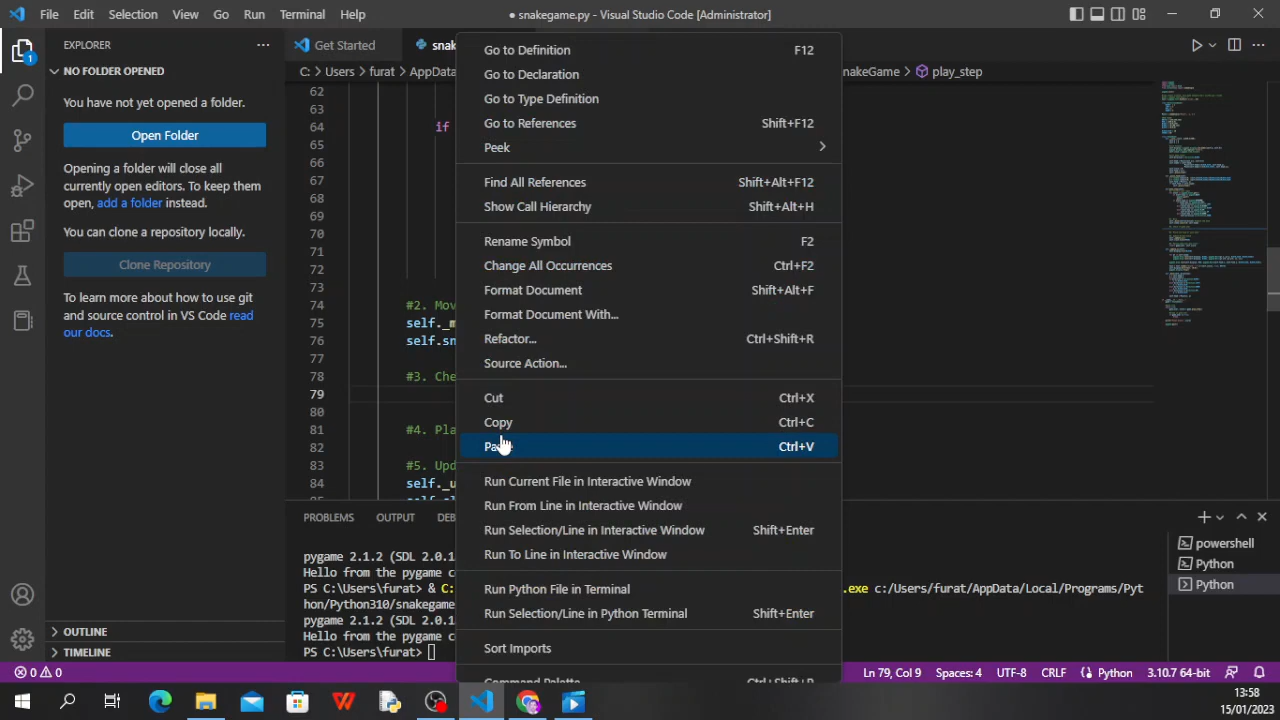 File Edit Selection View Go Run Terminal Help
● snakegame.py - Visual Studio Code [Administrator]
EXPLORER
Get Started
NO FOLDER OPENED
C: > Users > furat >
play_step
You have not yet opened a folder.
Open Folder
Opening a folder will close all
currently open editors. To keep them
open, add a folder instead.
You can clone a repository locally.
Clone Repository
To learn more about how to use git
and source control in VS Code read
our docs.
OUTLINE
TIMELINE
62
63
64 if
65
66
67
68
69
70
71
72
73
74 #2. Mov
75
76
77
78 #3. Che
79
80
81 #4. Pla
82
83 #5. Upd
84
Go to Definition F12
Go to Declaration
Go to Type Definition
Go to References Shift+F12
Peek
Find All References Shift+Alt+F12
Show Call Hierarchy Shift+Alt+H
Rename Symbol F2
Change All Occurrences Ctrl+F2
Format Document Shift+Alt+F
Format Document With...
Refactor... Ctrl+Shift+R
Source Action...
Cut Ctrl+X
Copy Ctrl+C
Ctrl+V
Run Current File in Interactive Window
Run From Line in Interactive Window
Run Selection/Line in Interactive Window Shift+Enter
Run To Line in Interactive Window
Run Python File in Terminal
Run Selection/Line in Python Terminal Shift+Enter
Sort Imports
PROBLEMS OUTPUT
pygame 2.1.2 (SDL 2.0.1
Hello from the pygame c
PS C:\Users\furat> & C: .exe c:/Users/furat/AppData/Local/Programs/Pyt
hon/Python310/snakegame
pygame 2.1.2 (SDL 2.0.1
Hello from the pygame c
PS C:\Users\furat>
powershell
Python
Python
0 0
Ln 79, Col 9 Spaces: 4 UTF-8 CRLF Python 3.10.7 64-bit
13:58
15/01/2023